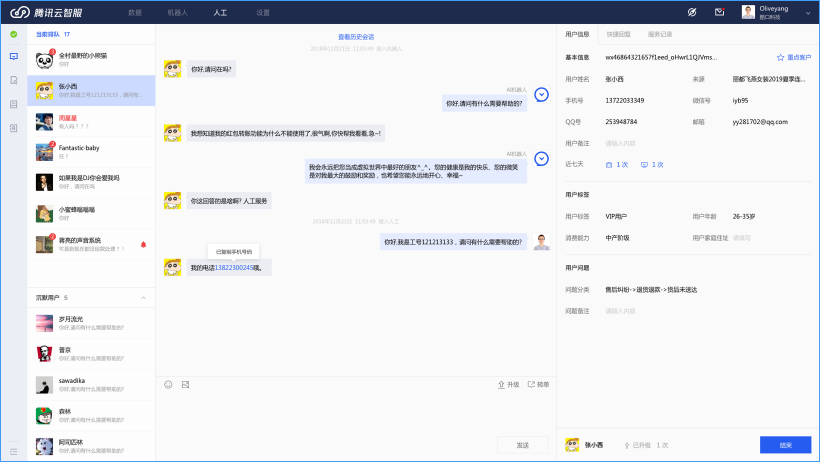 腾讯云智服
数据
机器人
人工
设置
Oliveyang
酷口科技
当前排队 17
全村最野的小熊猫
你好
张小西
你好,我是工号121213133，请问有...
周星星
有人吗？？？
Fantastic·baby
在！
如果我是DJ你会爱我吗
你好，请问在吗
小蜜蜂嗡嗡嗡
你好
蒋亮的声音系统
沉默用户 5
岁月流光
你好,请问有什么需要帮助的?
普京
你好,请问有什么需要帮助的?
sawadika
你好,请问有什么需要帮助的?
森林
你好,请问有什么需要帮助的?
阿司匹林
你好,请问有什么需要帮助的?
查看历史会话
2018年11月21日 11:03:49 接入机器人
你好,请问在吗?
AI机器人
你好,请问有什么需要帮助的?
我想知道我的红包转账功能为什么不能使用了,很气啊,你快帮我看看,急~!
AI机器人
我会永远把您当成虚拟世界中最好的朋友^_^，您的健康是我的快乐、您的微笑
是对我最大的鼓励和奖励，也希望您能永远地开心、幸福~
你这回答的是啥啊? 人工服务
2018年11月21日 11:03:49 接入人工
你好,我是工号121213133，请问有什么需要帮助的?
已复制手机号码
我的电话13822300245哦。
升级
转单
发送
用户信息
快捷回复
服务记录
基本信息
wx46864321657f1eed_oHwrL1QJVms...
重点客户
用户姓名
张小西
来源
丽都飞燕女装2019夏季连...
手机号
13722033349
微信号
iyb95
QQ号
253948784
邮箱
yy281702@qq.com
用户备注
请输入内容
近七天
1 次
1 次
用户标签
用户标签
VIP用户
用户年龄
26-35岁
消费能力
中产阶级
用户家庭住址
请填写
用户问题
问题分类
售后纠纷->退货退款->货品未送达
问题备注
请输入内容
张小西
已升级 1 次
结束